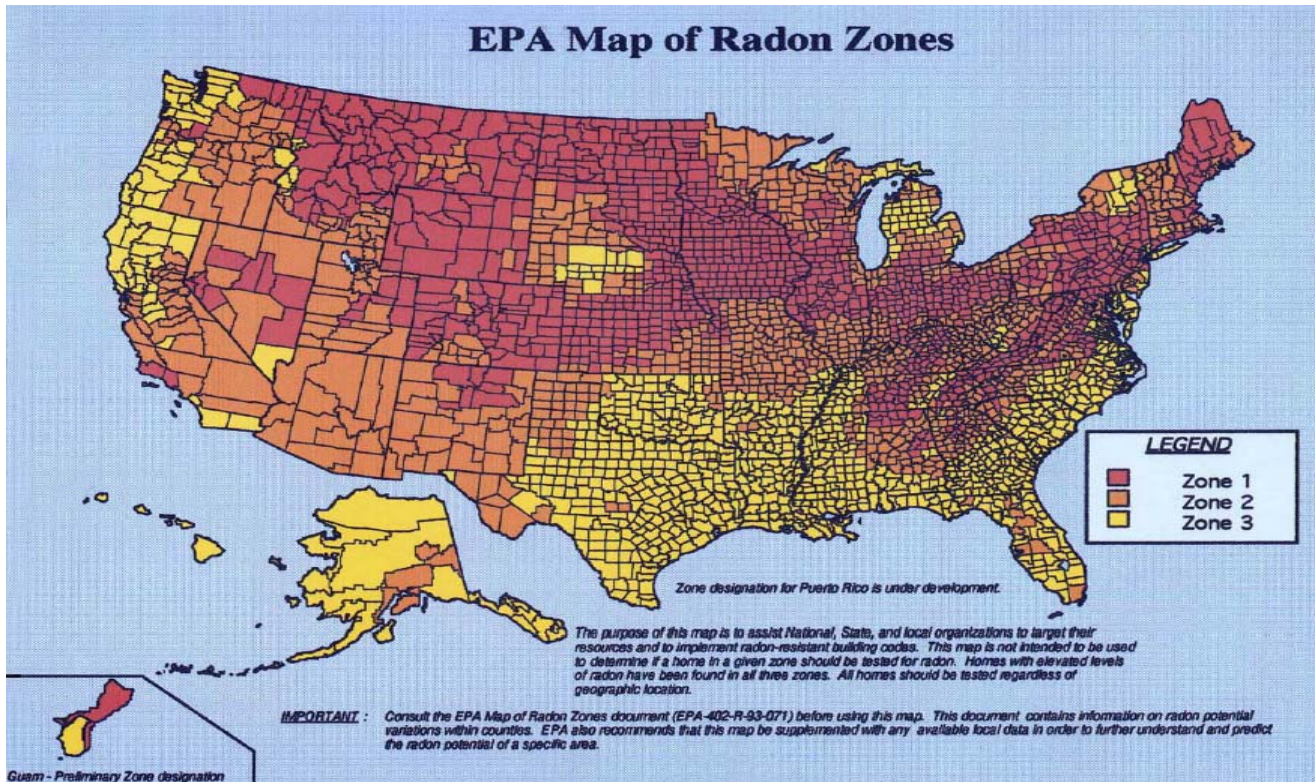 EPA Map of Radon Zones
LEGEND
Zone 1
Zone 2
Zone 3
Zone designation for Puerto Rico is under development.
The purpose of this map is to assist National, State, and local organizations to target their
resources and to implement radon-resistant building codes. This map is not intended to be used
to determine if a home in a given zone should be tested for radon. Homes with elevated levels
of radon have been found in all three zones. All homes should be tested regardless of
geographic location.
IMPORTANT : Consult the EPA Map of Radon Zones document (EPA-402-R-93-071) before using this map. This document contains information on radon potential
variations within counties. EPA also recommends that this map be supplemented with any available local data in order to further understand and predict
the radon potential of a specific area.
Guam - Preliminary Zone designation